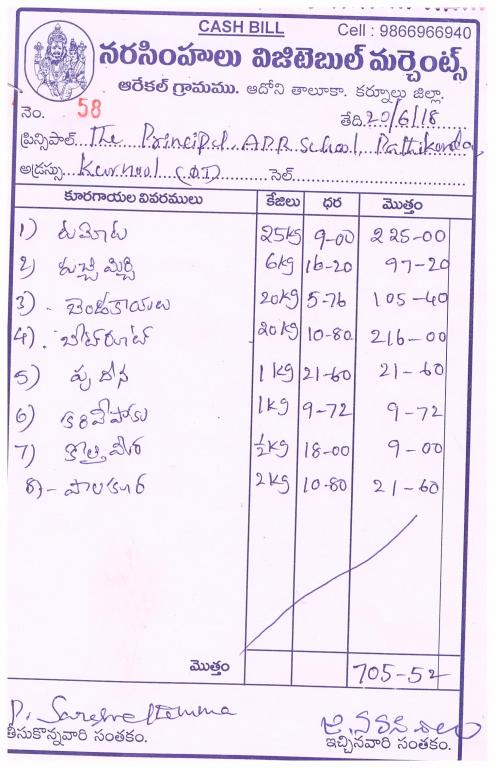 CASH BILL Cell : 9866966940
నరసింహులు విజిటెబుల్ మర్చెంట్స్
ఆరేకల్ గ్రామము. ఆదోని తాలూకా. కర్నూలు జిల్లా.
నెం. 58 తేది. 20/6/18
ప్రిన్సిపాల్ The Principal APR School, Pathikonda,
అడ్రస్సు Kurnool సెల్
కూరగాయల వివరములు కేజీలు ధర మొత్తం
1) టమోట 25kg 9-00 225-00
2) పచ్చి మిర్చి 6kg 16-20 97-20
3) బెండకాయలు 20kg 5-76 105-40
4) బీట్‌రూట్ 20kg 10-80 216-00
5) పుదీన 1kg 21-60 21-60
6) కరివేపాకు 1kg 9-72 9-72
7) కొత్తిమీర ½kg 18-00 9-00
8) పాలకూర 2kg 10-80 21-60
మొత్తం 705-52
తీసుకొన్నవారి సంతకం. ఇచ్చినవారి సంతకం.